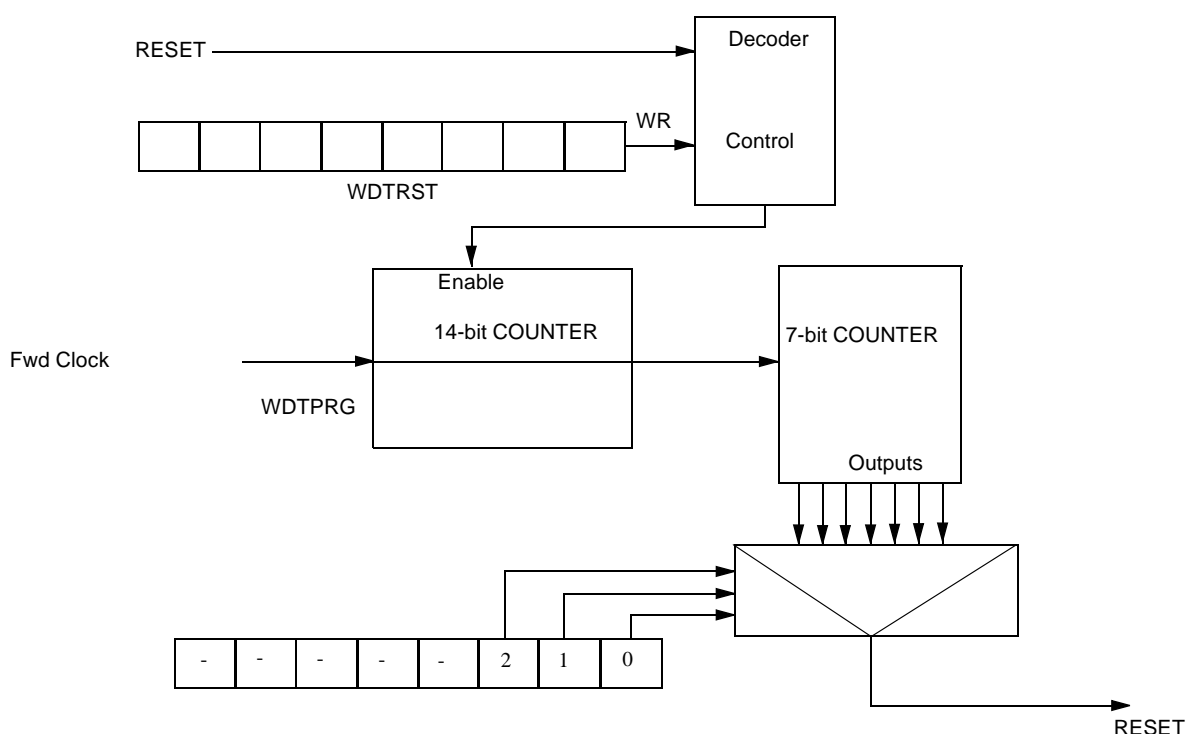 Decoder
RESET
WR
Control
WDTRST
Enable
14-bit COUNTER
7-bit COUNTER
Fwd Clock
WDTPRG
Outputs
- - - - - 2 1 0
RESET